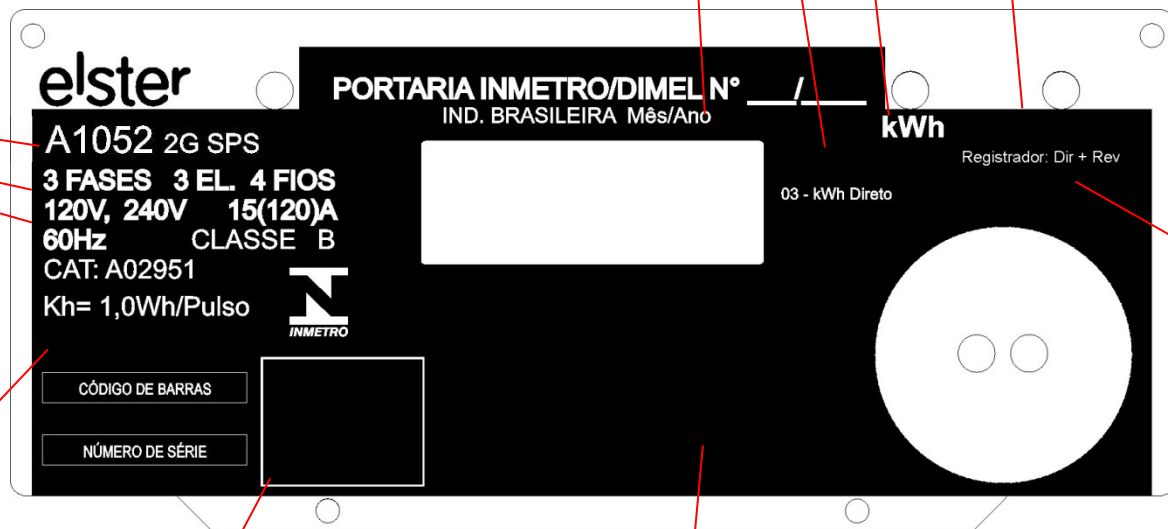 elster
PORTARIA INMETRO/DIMEL N° ___/____
IND. BRASILEIRA Mês/Ano
kWh
A1052 2G SPS
Registrador: Dir + Rev
3 FASES 3 EL. 4 FIOS
03 - kWh Direto
120V, 240V 15(120)A
60Hz CLASSE B
CAT: A02951
Kh= 1,0Wh/Pulso
INMETRO
CÓDIGO DE BARRAS
NÚMERO DE SÉRIE